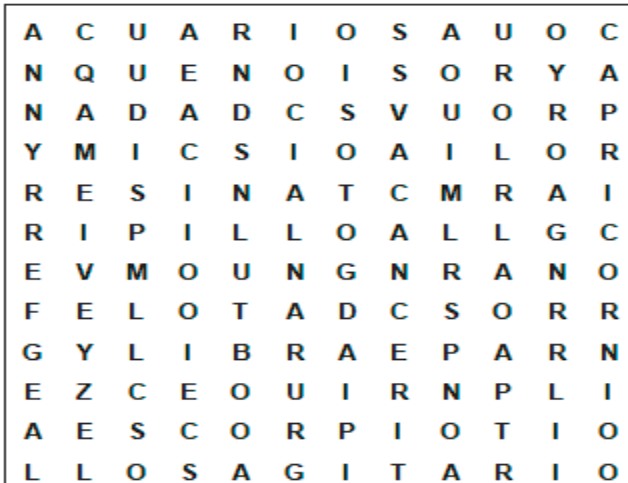 A C U A R I O S A U O C
N Q U E N O I S O R Y A
N A D A D C S V U O R P
Y M I C S I O A I L O R
R E S I N A T C M R A I
R I P I L L O A L L G C
E V M O U N G N R A N O
F E L O T A D C S O R R
G Y L I B R A E P A R N
E Z C E O U I R N P L I
A E S C O R P I O T I O
L L O S A G I T A R I O